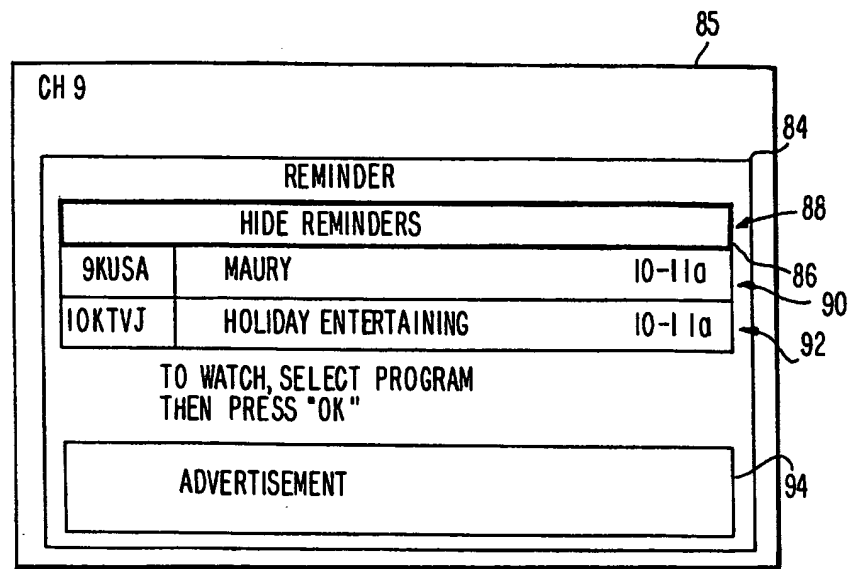 85
CH 9
84
REMINDER
HIDE REMINDERS
88
86
9KUSA MAURY 10-11a
90
10KTVJ HOLIDAY ENTERTAINING 10-11a
92
TO WATCH, SELECT PROGRAM
THEN PRESS "OK"
ADVERTISEMENT
94